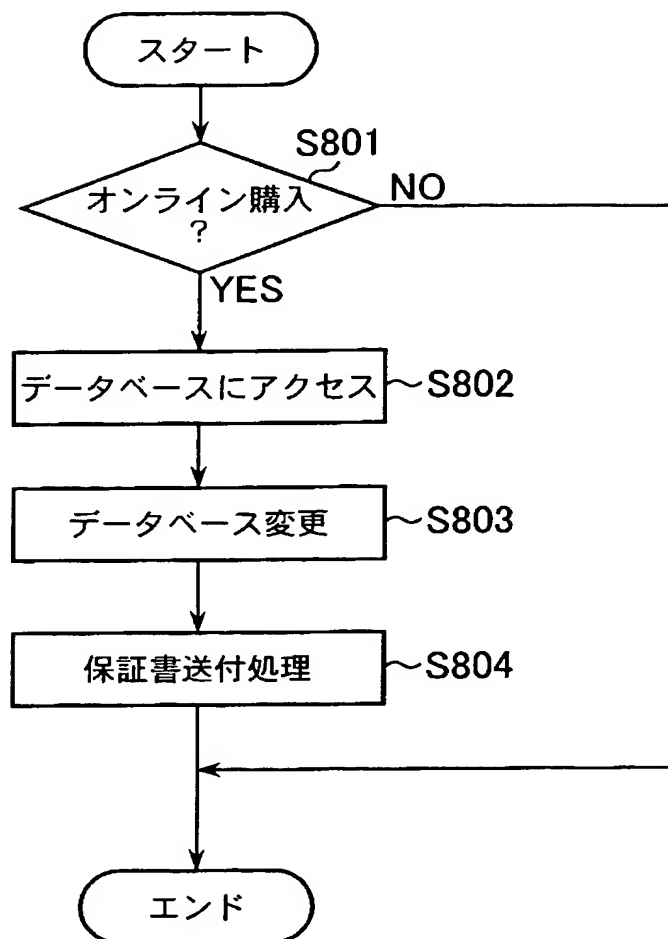 スタート
S801
オンライン購入
?
NO
YES
データベースにアクセス
S802
データベース変更
S803
保証書送付処理
S804
エンド